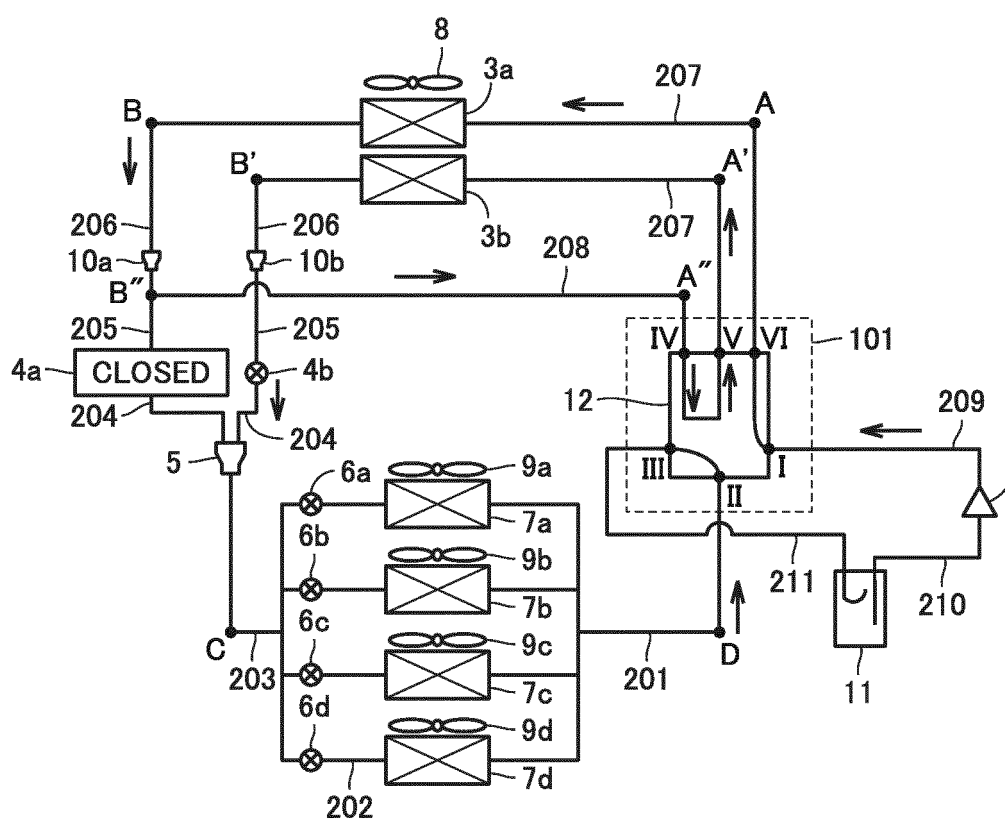 8
3a
207
A
B
B'
A'
206
206
3b
207
10a
10b
208
A"
B"
205
205
IV
V
VI
101
4a
CLOSED
4b
12
204
204
209
5
III
I
II
6a
9a
7a
6b
9b
211
210
7b
6c
9c
C
203
201
D
11
6d
7c
9d
202
7d